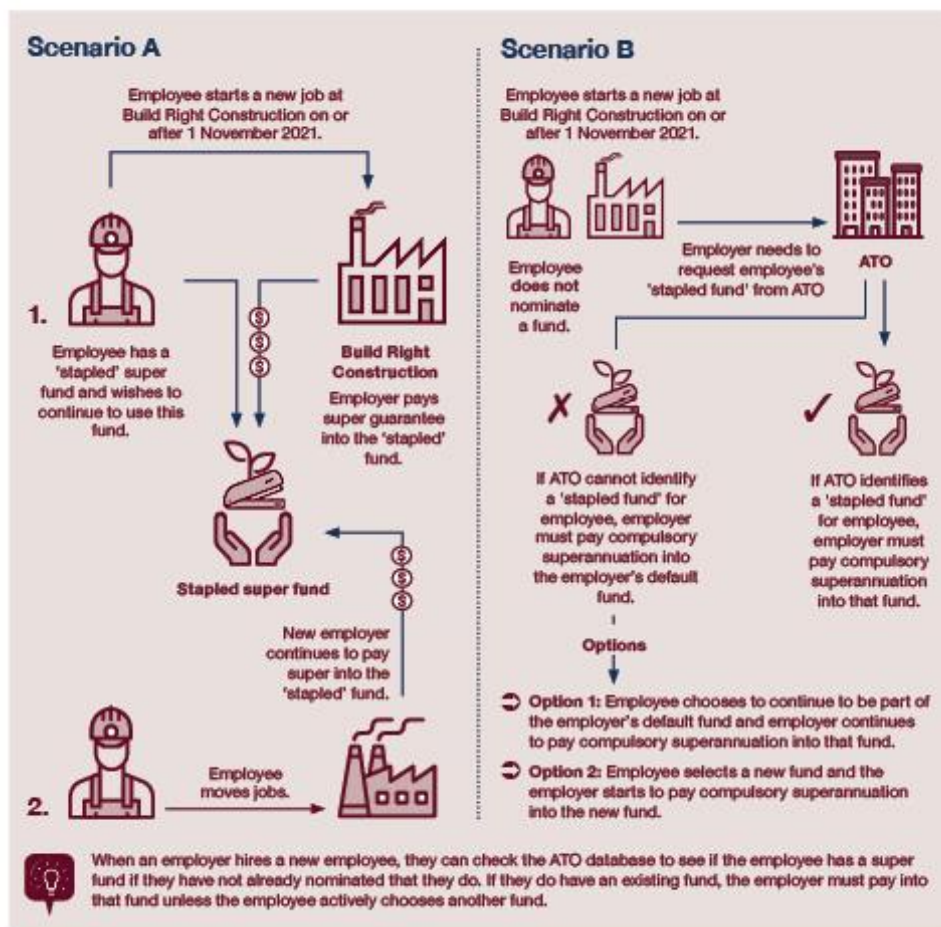 Scenario A
Employee starts a new job at
Build Right Construction on or
after 1 November 2021.
1.
Employee has a
'stapled' super
fund and wishes to
continue to use this
fund.
$
$
$
Build Right
Construction
Employer pays
super guarantee
into the 'stapled'
fund.
Stapled super fund
$
$
$
New employer
continues to pay
super into the
'stapled' fund.
2.
Employee
moves jobs.
Scenario B
Employee starts a new job at
Build Right Construction on or
after 1 November 2021.
Employee
does not
nominate
a fund.
Employer needs to
request employee's
'stapled fund' from ATO
ATO
✗
If ATO cannot identify
a 'stapled fund' for
employee, employer
must pay compulsory
superannuation into
the employer's default
fund.
✓
If ATO identifies
a 'stapled fund'
for employee,
employer must
pay compulsory
superannuation
into that fund.
Options
➲ Option 1: Employee chooses to continue to be part of
the employer's default fund and employer continues
to pay compulsory superannuation into that fund.
➲ Option 2: Employee selects a new fund and the
employer starts to pay compulsory superannuation
into the new fund.
When an employer hires a new employee, they can check the ATO database to see if the employee has a super
fund if they have not already nominated that they do. If they do have an existing fund, the employer must pay into
that fund unless the employee actively chooses another fund.